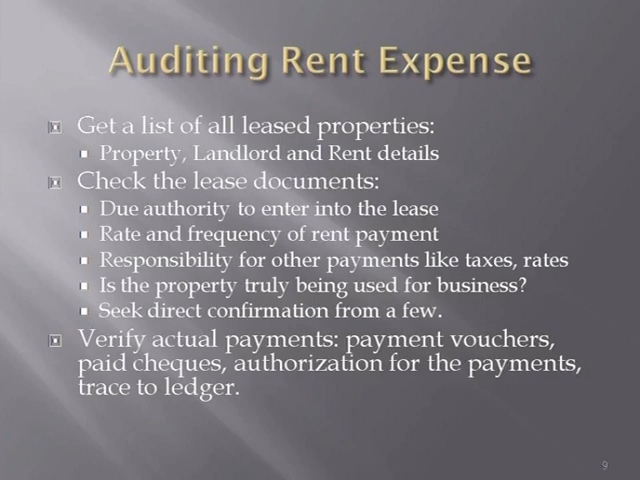 Auditing Rent Expense
Get a list of all leased properties:
Property, Landlord and Rent details
Check the lease documents:
Due authority to enter into the lease
Rate and frequency of rent payment
Responsibility for other payments like taxes, rates
Is the property truly being used for business?
Seek direct confirmation from a few.
Verify actual payments: payment vouchers,
paid cheques, authorization for the payments,
trace to ledger.
9